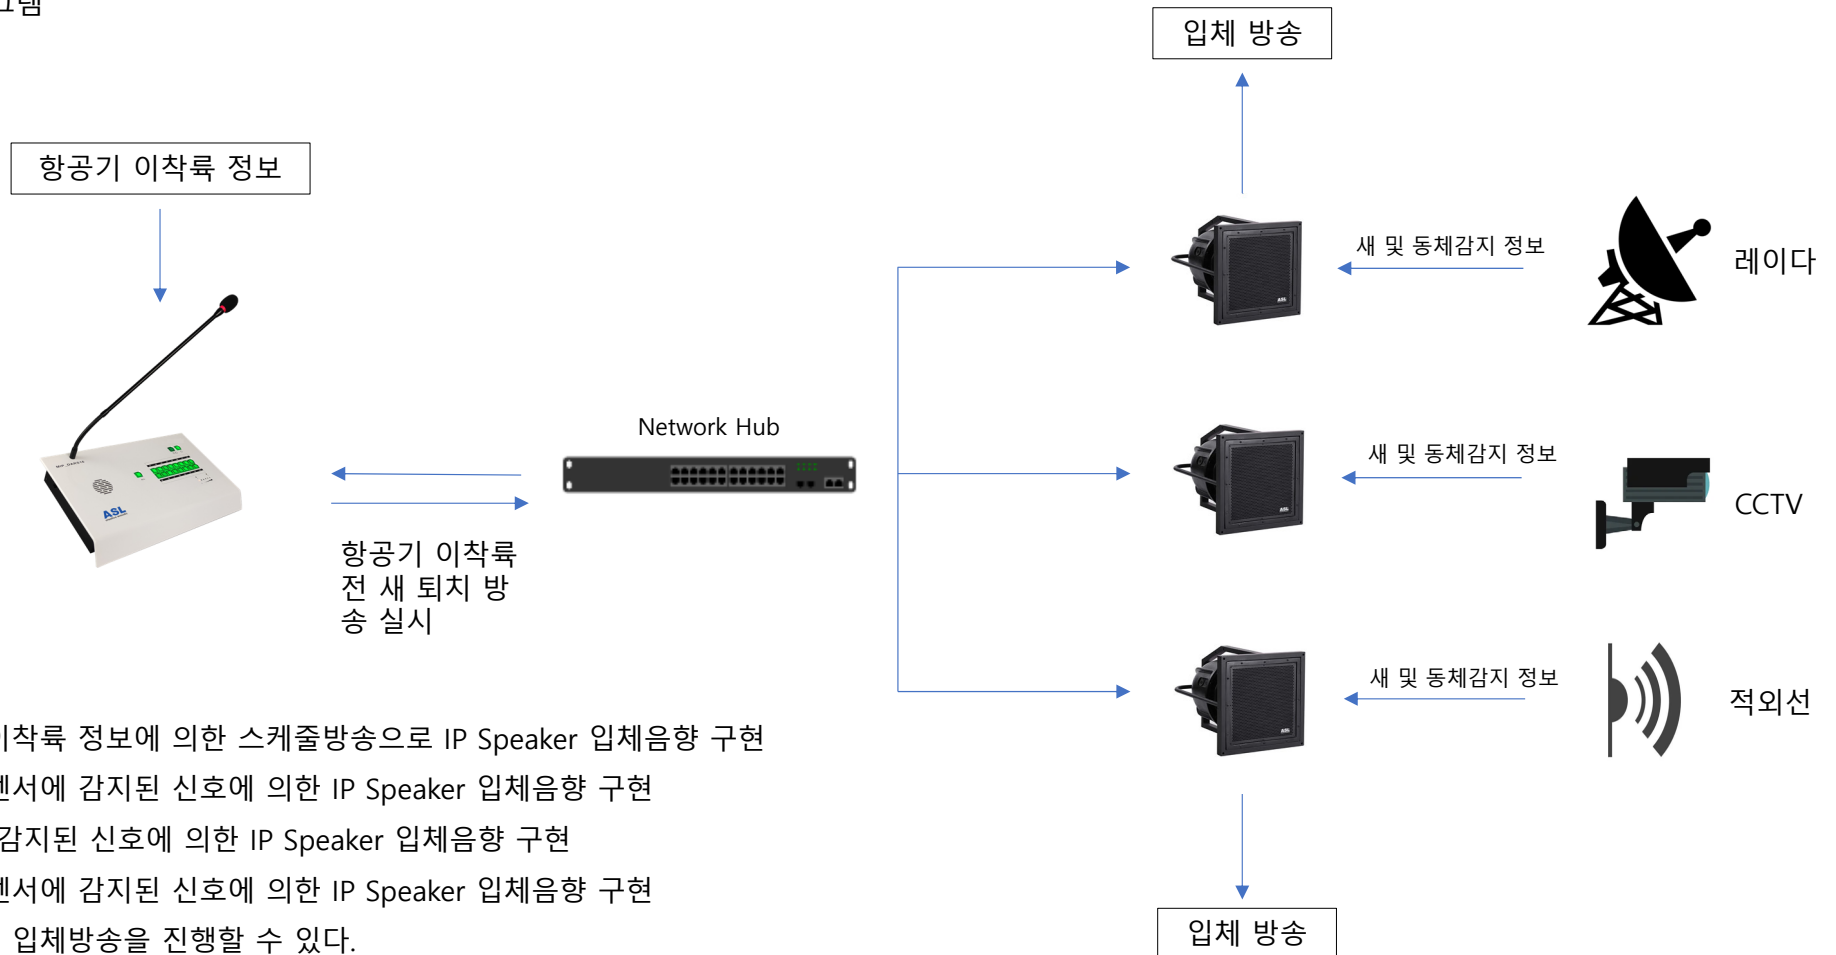 그램
입체 방송
항공기 이착륙 정보
새 및 동체감지 정보
레이다
Network Hub
새 및 동체감지 정보
CCTV
ASL
항공기 이착륙
전 새 퇴치 방
송 실시
새 및 동체감지 정보
적외선
이착륙 정보에 의한 스케줄방송으로 IP Speaker 입체음향 구현
센서에 감지된 신호에 의한 IP Speaker 입체음향 구현
감지된 신호에 의한 IP Speaker 입체음향 구현
센서에 감지된 신호에 의한 IP Speaker 입체음향 구현
입체방송을 진행할 수 있다.
입체 방송